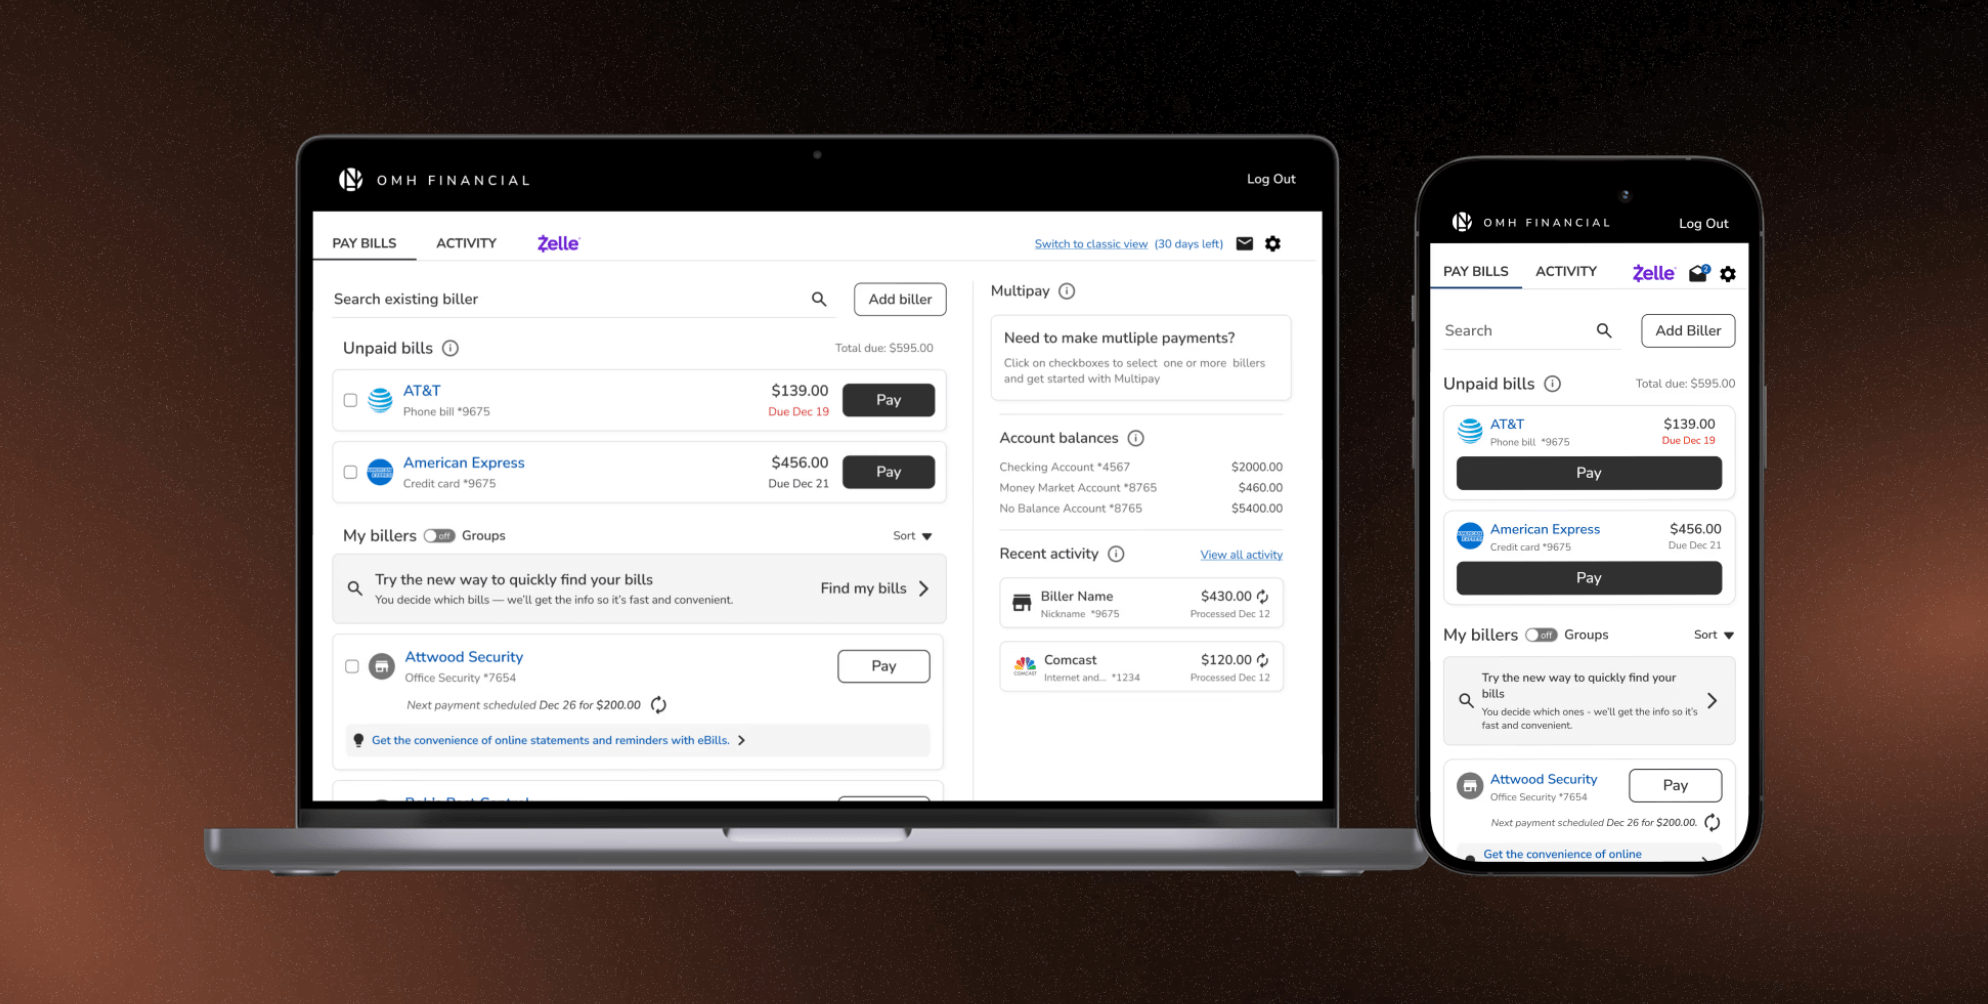 OMH FINANCIAL
Log Out
PAY BILLS
ACTIVITY
Zelle
Switch to classic view (30 days left)
Search existing biller
Add biller
Unpaid bills
Total due: $595.00
AT&T
Phone bill *9675
$139.00
Due Dec 19
Pay
American Express
Credit card *9675
$456.00
Due Dec 21
Pay
My billers
off
Groups
Sort
Try the new way to quickly find your bills
You decide which bills — we'll get the info so it's fast and convenient.
Find my bills
Attwood Security
Office Security *7654
Pay
Next payment scheduled Dec 26 for $200.00
Get the convenience of online statements and reminders with eBills.
Multipay
Need to make mutliple payments?
Click on checkboxes to select one or more billers
and get started with Multipay
Account balances
Checking Account *4567 $2000.00
Money Market Account *8765 $460.00
No Balance Account *8765 $5400.00
Recent activity
View all activity
Biller Name
Nickname *9675
$430.00
Processed Dec 12
COMCAST
Comcast
Internet and... *1234
$120.00
Processed Dec 12
OMH FINANCIAL
Log Out
PAY BILLS
ACTIVITY
Zelle
2
Search
Add Biller
Unpaid bills
Total due: $595.00
AT&T
Phone bill *9675
$139.00
Due Dec 19
Pay
American Express
Credit card *9675
$456.00
Due Dec 21
Pay
My billers
off
Groups
Sort
Try the new way to quickly find your
bills
You decide which ones - we'll get the info so it's
fast and convenient.
Attwood Security
Office Security *7654
Pay
Next payment scheduled Dec 26 for $200.00.
Get the convenience of online